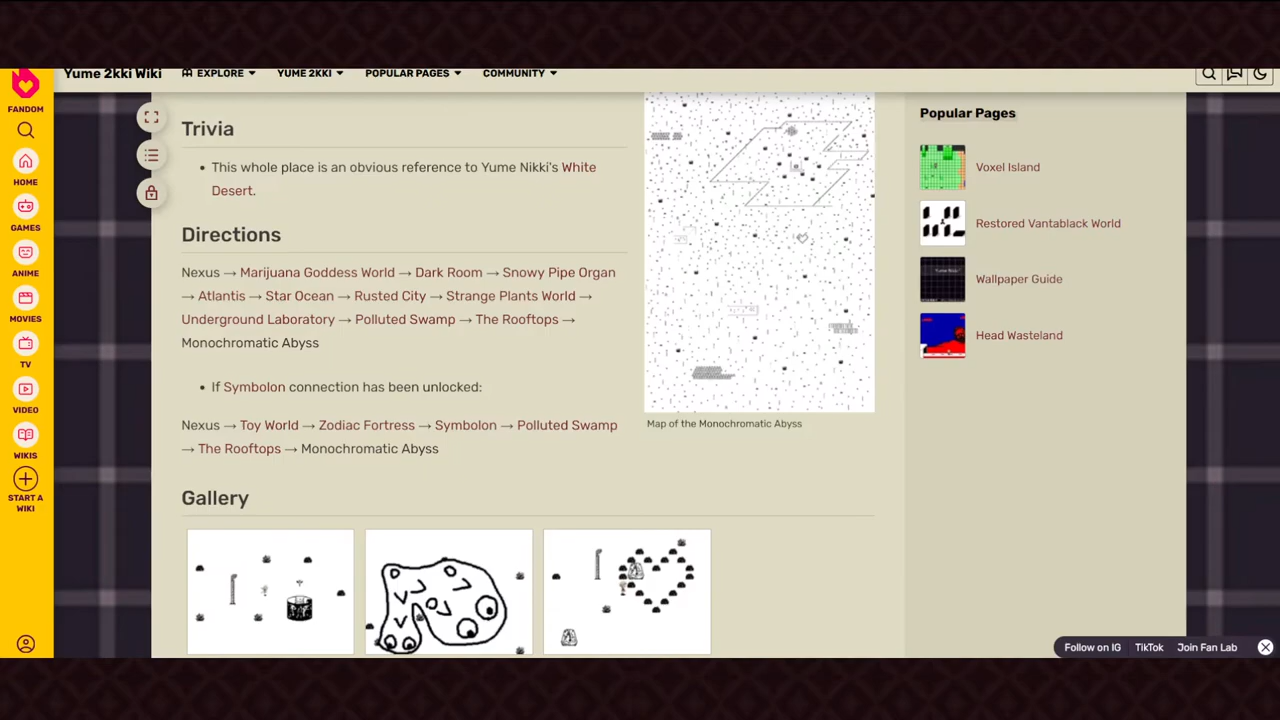 Yume 2kki Wiki
EXPLORE
YUME 2KKI
POPULAR PAGES
COMMUNITY
FANDOM
HOME
GAMES
ANIME
MOVIES
TV
VIDEO
WIKIS
START A
WIKI
Trivia
• This whole place is an obvious reference to Yume Nikki's White
Desert.
Directions
Nexus → Marijuana Goddess World → Dark Room → Snowy Pipe Organ
→ Atlantis → Star Ocean → Rusted City → Strange Plants World →
Underground Laboratory → Polluted Swamp → The Rooftops →
Monochromatic Abyss
• If Symbolon connection has been unlocked:
Nexus → Toy World → Zodiac Fortress → Symbolon → Polluted Swamp
→ The Rooftops → Monochromatic Abyss
Gallery
Map of the Monochromatic Abyss
Popular Pages
Voxel Island
Restored Vantablack World
Wallpaper Guide
Head Wasteland
Follow on IG
TikTok
Join Fan Lab